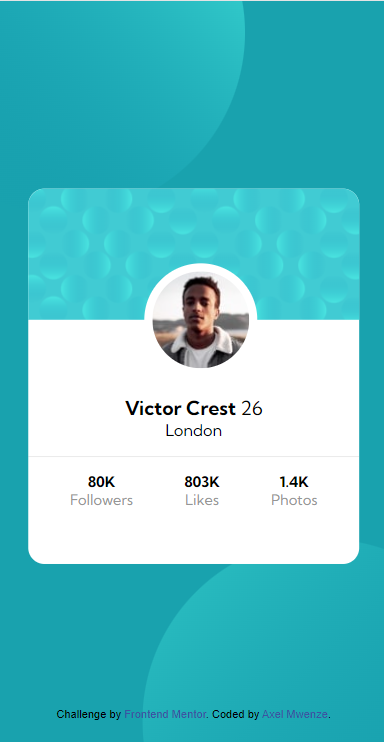 Victor Crest 26
London
80K 803K 1.4K
Followers Likes Photos
Challenge by Frontend Mentor. Coded by Axel Mwenze.